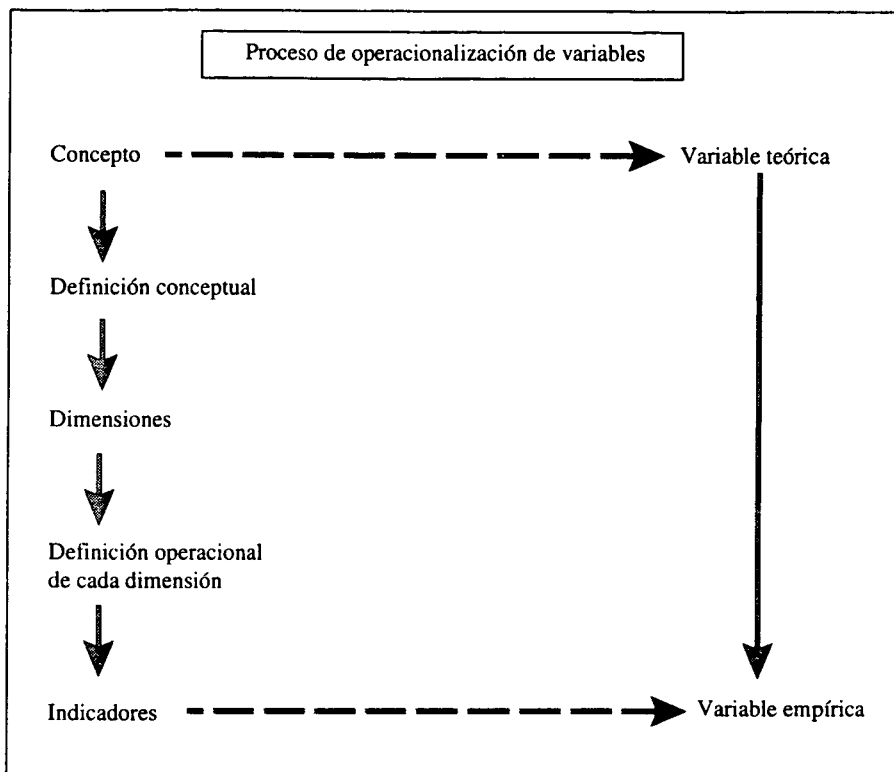 Proceso de operacionalización de variables
Concepto
Variable teórica
Definición conceptual
Dimensiones
Definición operacional
de cada dimensión
Indicadores
Variable empírica